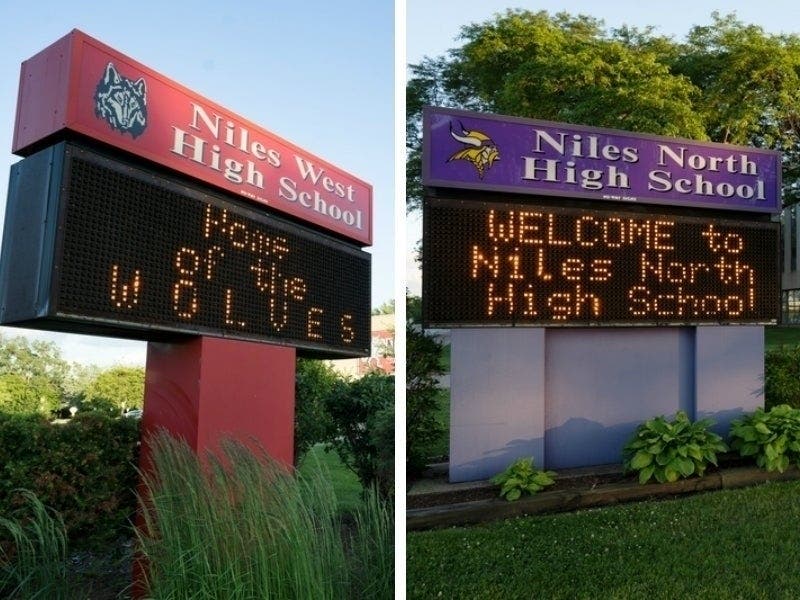 Niles West
High School
Home
of the
WOLVES
Niles North
High School
WELCOME to
Niles North
High School